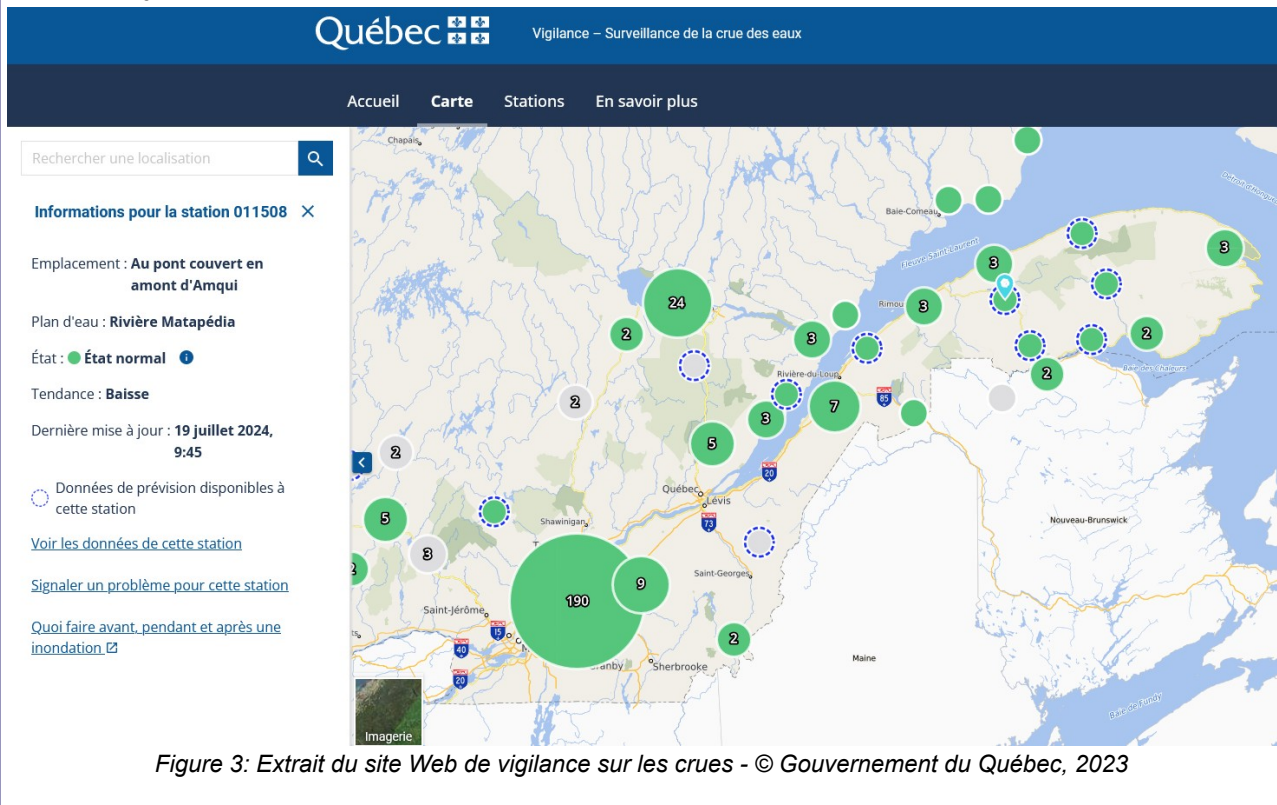 Québec
Vigilance – Surveillance de la crue des eaux
Accueil Carte Stations En savoir plus
Rechercher une localisation
Informations pour la station 011508 ×
Emplacement : Au pont couvert en
amont d'Amqui
Plan d'eau : Rivière Matapédia
État : État normal
Tendance : Baisse
Dernière mise à jour : 19 juillet 2024,
9:45
Données de prévision disponibles à
cette station
Voir les données de cette station
Signaler un problème pour cette station
Quoi faire avant, pendant et après une
inondation
Chapais
Baie-Comeau
Fleuve Saint-Laurent
3
3
24
Rimou
3
2
3
2
Rivière-du-Loup
Baie des Chaleurs
2
2
85
7
3
5
2
20
Québec
Lévis
5
73
Shawinigan
Nouveau-Brunswick
3
2
Saint-Georges
9
190
Saint-Jérôme
15
40
2
anby
Sherbrooke
Maine
20
Baie de Fundy
Imagerie
Figure 3: Extrait du site Web de vigilance sur les crues - © Gouvernement du Québec, 2023